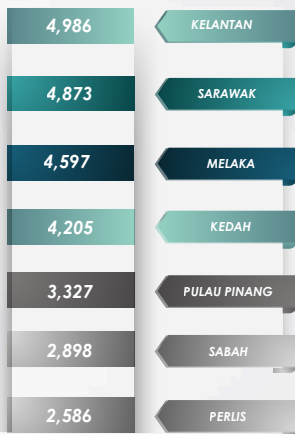 4,986 KELANTAN
4,873 SARAWAK
4,597 MELAKA
4,205 KEDAH
3,327 PULAU PINANG
2,898 SABAH
2,586 PERLIS